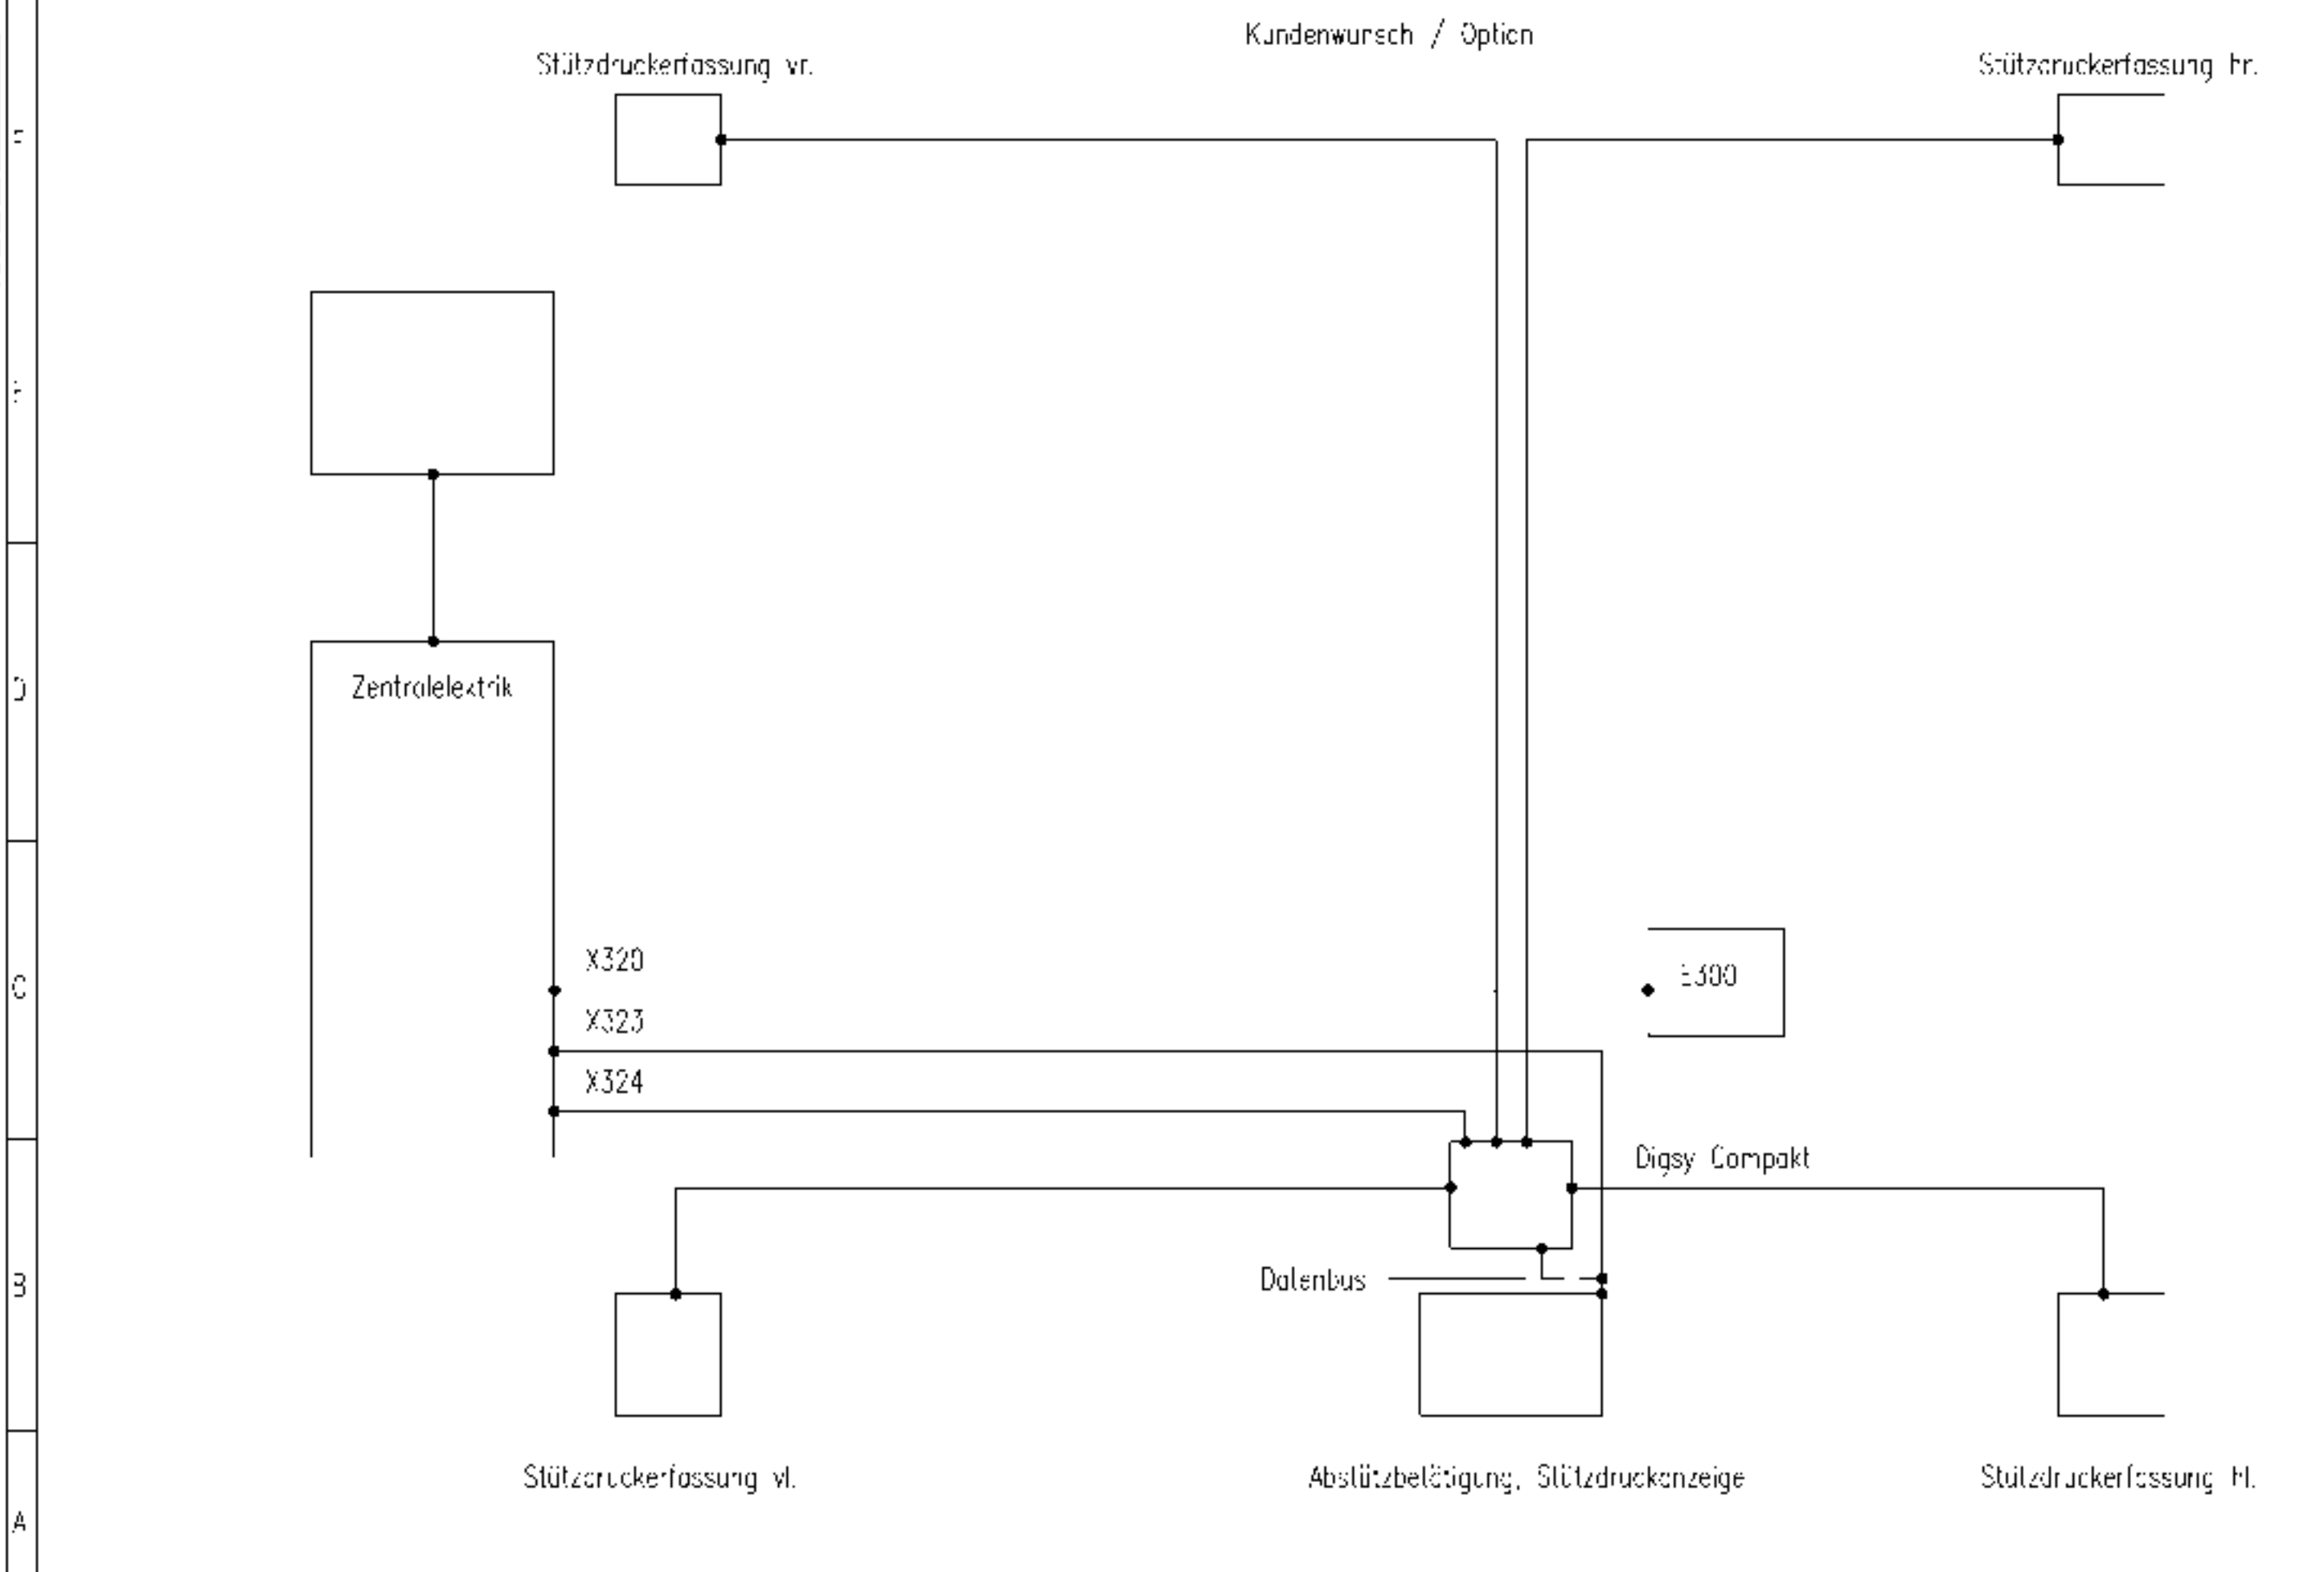 Kundenwunsch / Option
Stützdruckerfassung vr.
Stützdruckerfassung hr.
Zentralelektrik
X320
E300
X323
X324
Digsy Compakt
Datenbus
Stützdruckerfassung vl.
Abstützbetätigung, Stützdruckanzeige
Stützdruckerfassung hl.
D
C
B
A